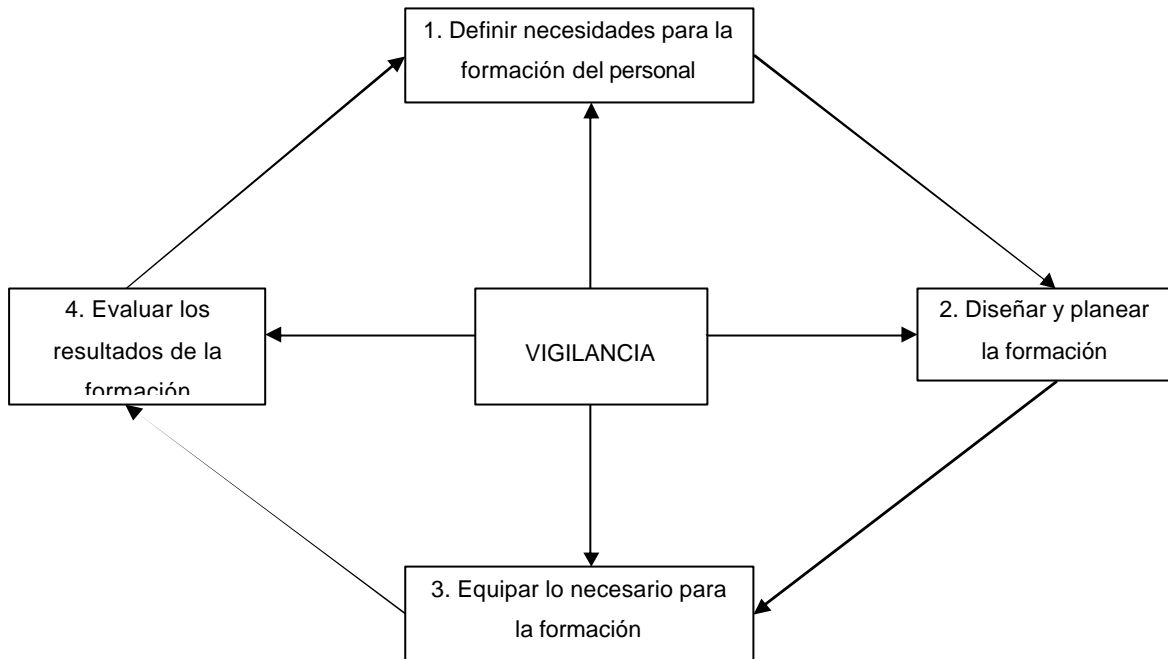 1. Definir necesidades para la
formación del personal
4. Evaluar los
resultados de la
formación
VIGILANCIA
2. Diseñar y planear
la formación
3. Equipar lo necesario para
la formación